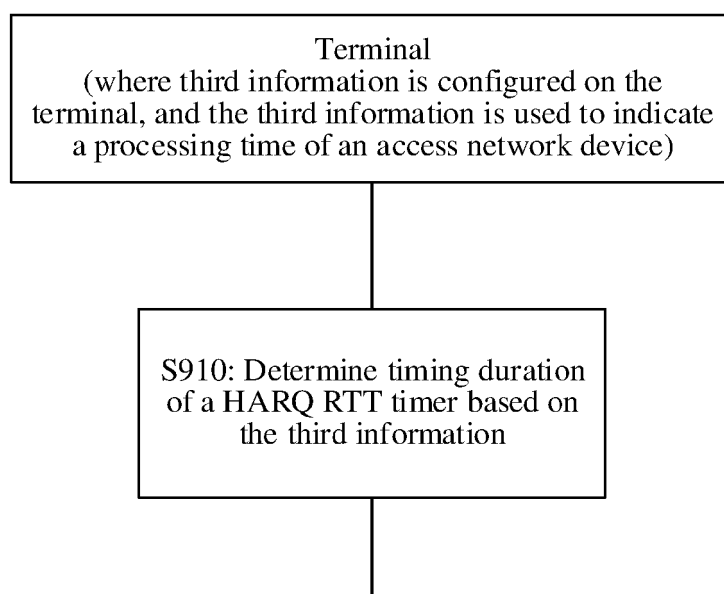 Terminal
(where third information is configured on the
terminal, and the third information is used to indicate
a processing time of an access network device)
S910: Determine timing duration
of a HARQ RTT timer based on
the third information